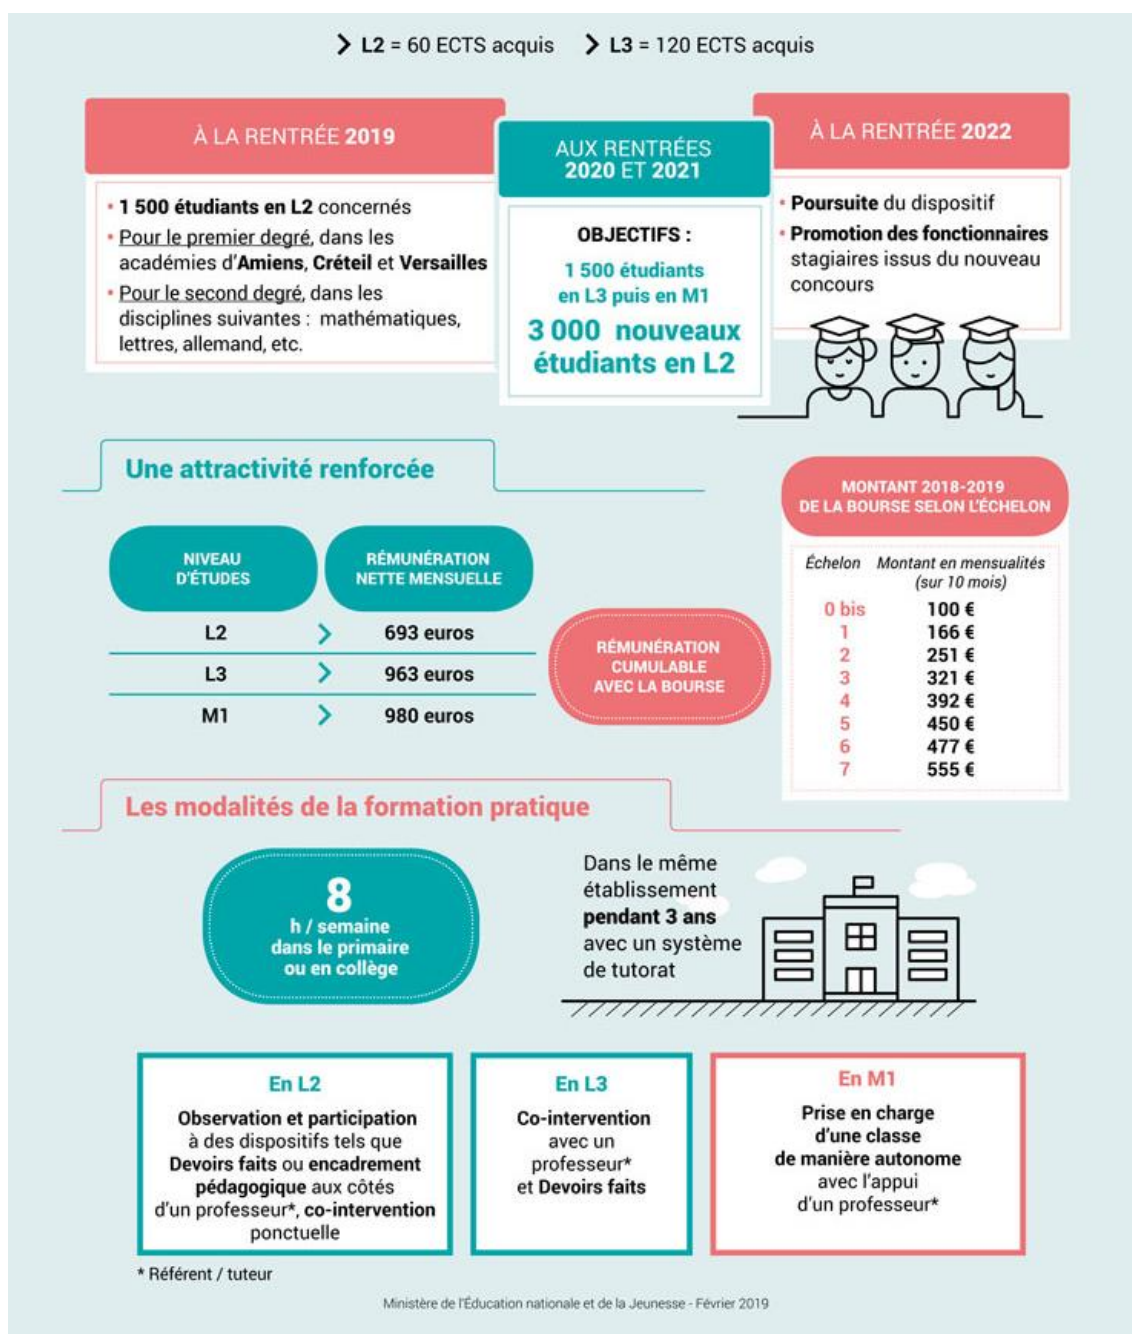 > L2 = 60 ECTS acquis > L3 = 120 ECTS acquis
À LA RENTRÉE 2019
• 1 500 étudiants en L2 concernés
• Pour le premier degré, dans les
académies d'Amiens, Créteil et Versailles
• Pour le second degré, dans les
disciplines suivantes : mathématiques,
lettres, allemand, etc.
AUX RENTRÉES
2020 ET 2021
OBJECTIFS :
1 500 étudiants
en L3 puis en M1
3 000 nouveaux
étudiants en L2
À LA RENTRÉE 2022
• Poursuite du dispositif
• Promotion des fonctionnaires
stagiaires issus du nouveau
concours
Une attractivité renforcée
NIVEAU
D'ÉTUDES
RÉMUNÉRATION
NETTE MENSUELLE
L2 > 693 euros
L3 > 963 euros
M1 > 980 euros
RÉMUNÉRATION
CUMULABLE
AVEC LA BOURSE
MONTANT 2018-2019
DE LA BOURSE SELON L'ÉCHELON
Échelon Montant en mensualités
(sur 10 mois)
0 bis 100 €
1 166 €
2 251 €
3 321 €
4 392 €
5 450 €
6 477 €
7 555 €
Les modalités de la formation pratique
8
h / semaine
dans le primaire
ou en collège
Dans le même
établissement
pendant 3 ans
avec un système
de tutorat
En L2
Observation et participation
à des dispositifs tels que
Devoirs faits ou encadrement
pédagogique aux côtés
d'un professeur*, co-intervention
ponctuelle
En L3
Co-intervention
avec un
professeur*
et Devoirs faits
En M1
Prise en charge
d'une classe
de manière autonome
avec l'appui
d'un professeur*
* Référent / tuteur
Ministère de l'Éducation nationale et de la Jeunesse - Février 2019